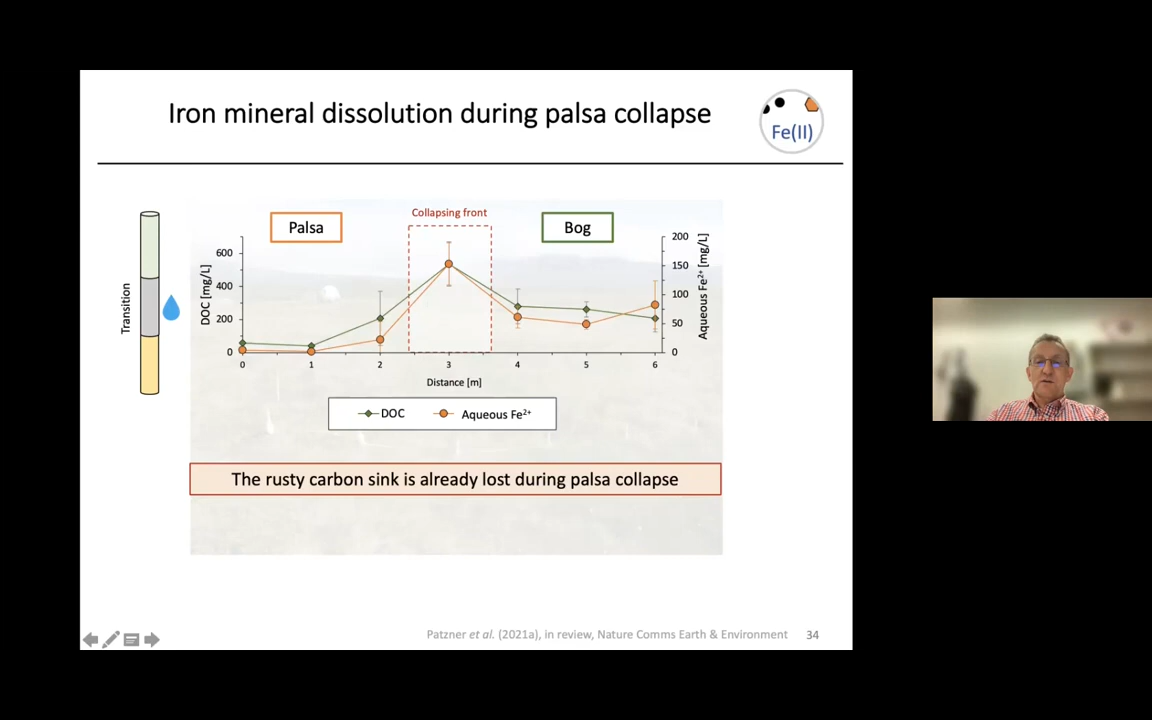 Iron mineral dissolution during palsa collapse
Fe(II)
Collapsing front
Palsa
Bog
Transition
DOC [mg/L]
600
400
200
0
200
150
100
50
0
Aqueous Fe²⁺ [mg/L]
0 1 2 3 4 5 6
Distance [m]
DOC
Aqueous Fe²⁺
The rusty carbon sink is already lost during palsa collapse
Patzner et al. (2021a), in review, Nature Comms Earth & Environment 34